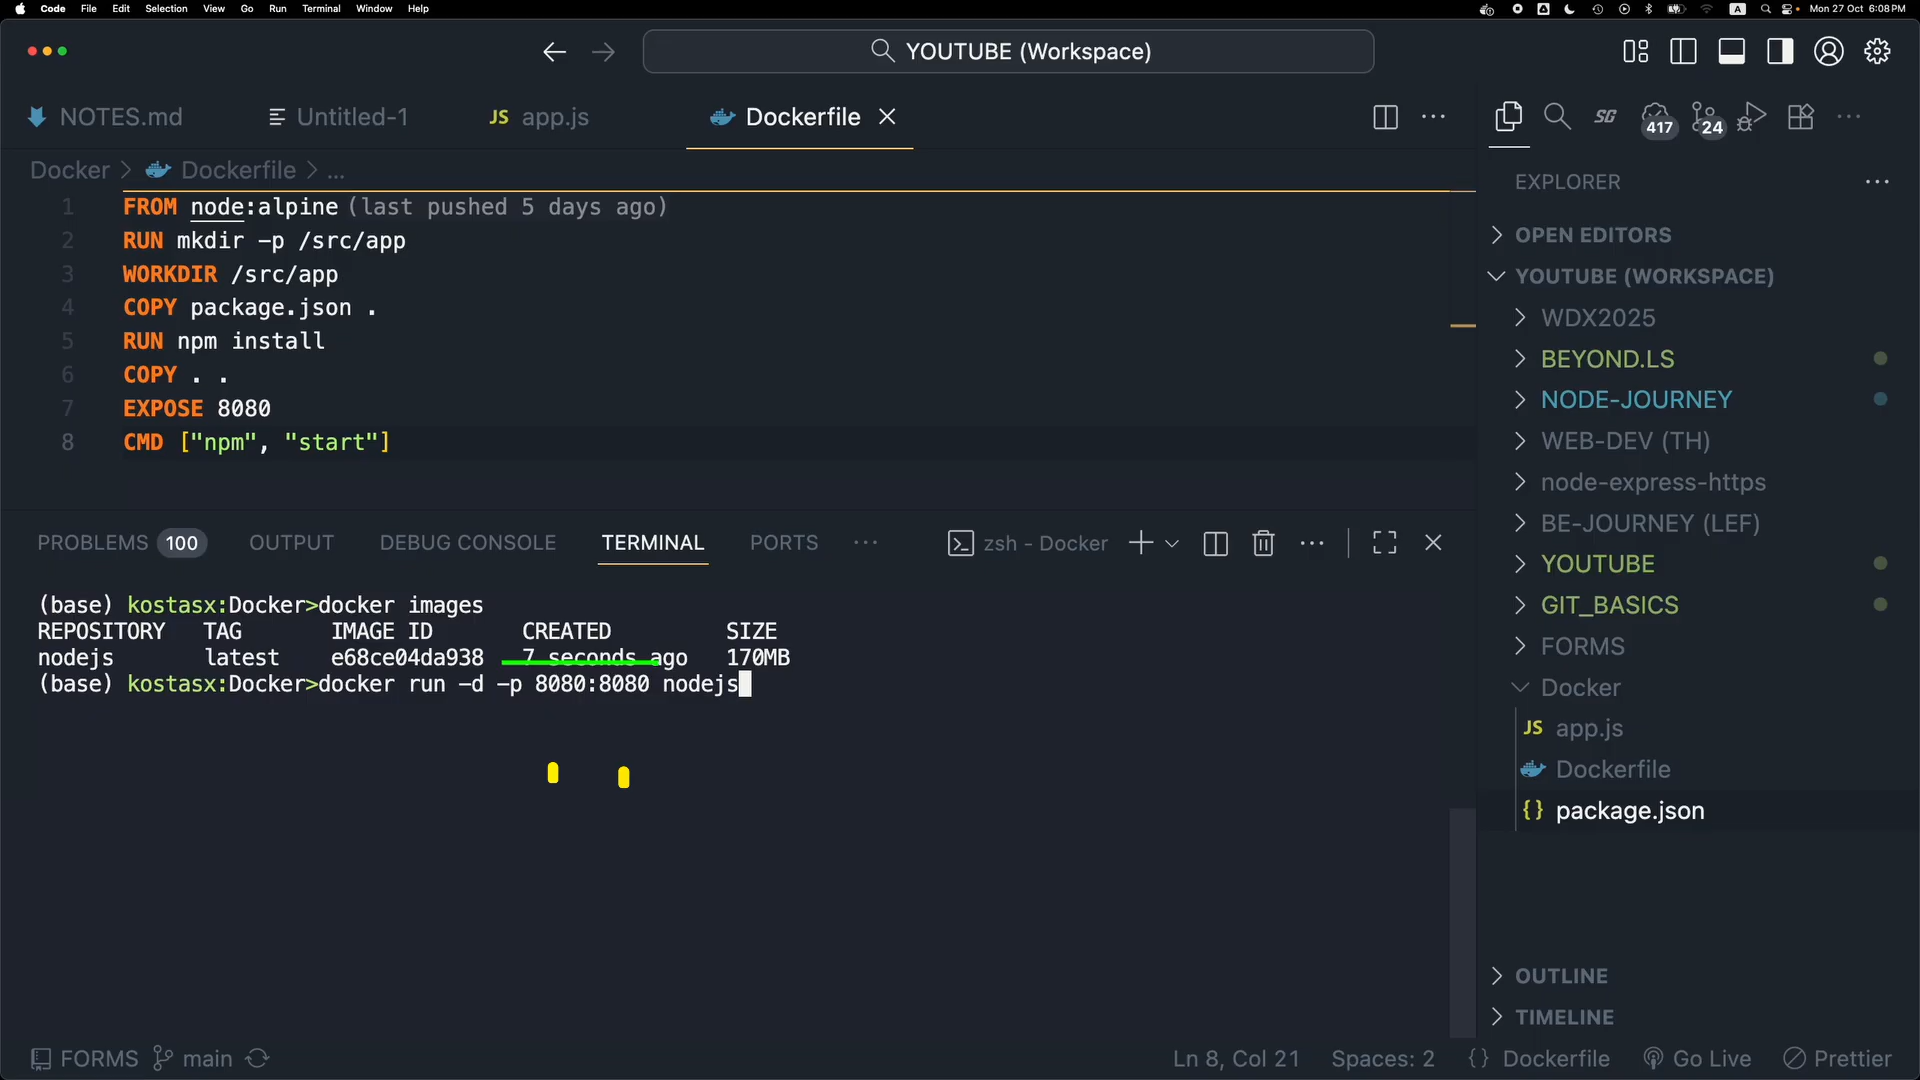 Code File Edit Selection View Go Run Terminal Window Help A Mon 27 Oct 6:08 PM
YOUTUBE (Workspace)
NOTES.md Untitled-1 JS app.js Dockerfile
SG 417 24
Docker > Dockerfile > ...
1 FROM node:alpine (last pushed 5 days ago)
2 RUN mkdir -p /src/app
3 WORKDIR /src/app
4 COPY package.json .
5 RUN npm install
6 COPY . .
7 EXPOSE 8080
8 CMD ["npm", "start"]
PROBLEMS 100 OUTPUT DEBUG CONSOLE TERMINAL PORTS ... zsh - Docker
(base) kostasx:Docker>docker images
REPOSITORY TAG IMAGE ID CREATED SIZE
nodejs latest e68ce04da938 7 seconds ago 170MB
(base) kostasx:Docker>docker run -d -p 8080:8080 nodejs
EXPLORER
OPEN EDITORS
YOUTUBE (WORKSPACE)
WDX2025
BEYOND.LS
NODE-JOURNEY
WEB-DEV (TH)
node-express-https
BE-JOURNEY (LEF)
YOUTUBE
GIT_BASICS
FORMS
Docker
JS app.js
Dockerfile
{} package.json
OUTLINE
TIMELINE
FORMS main Ln 8, Col 21 Spaces: 2 {} Dockerfile Go Live Prettier